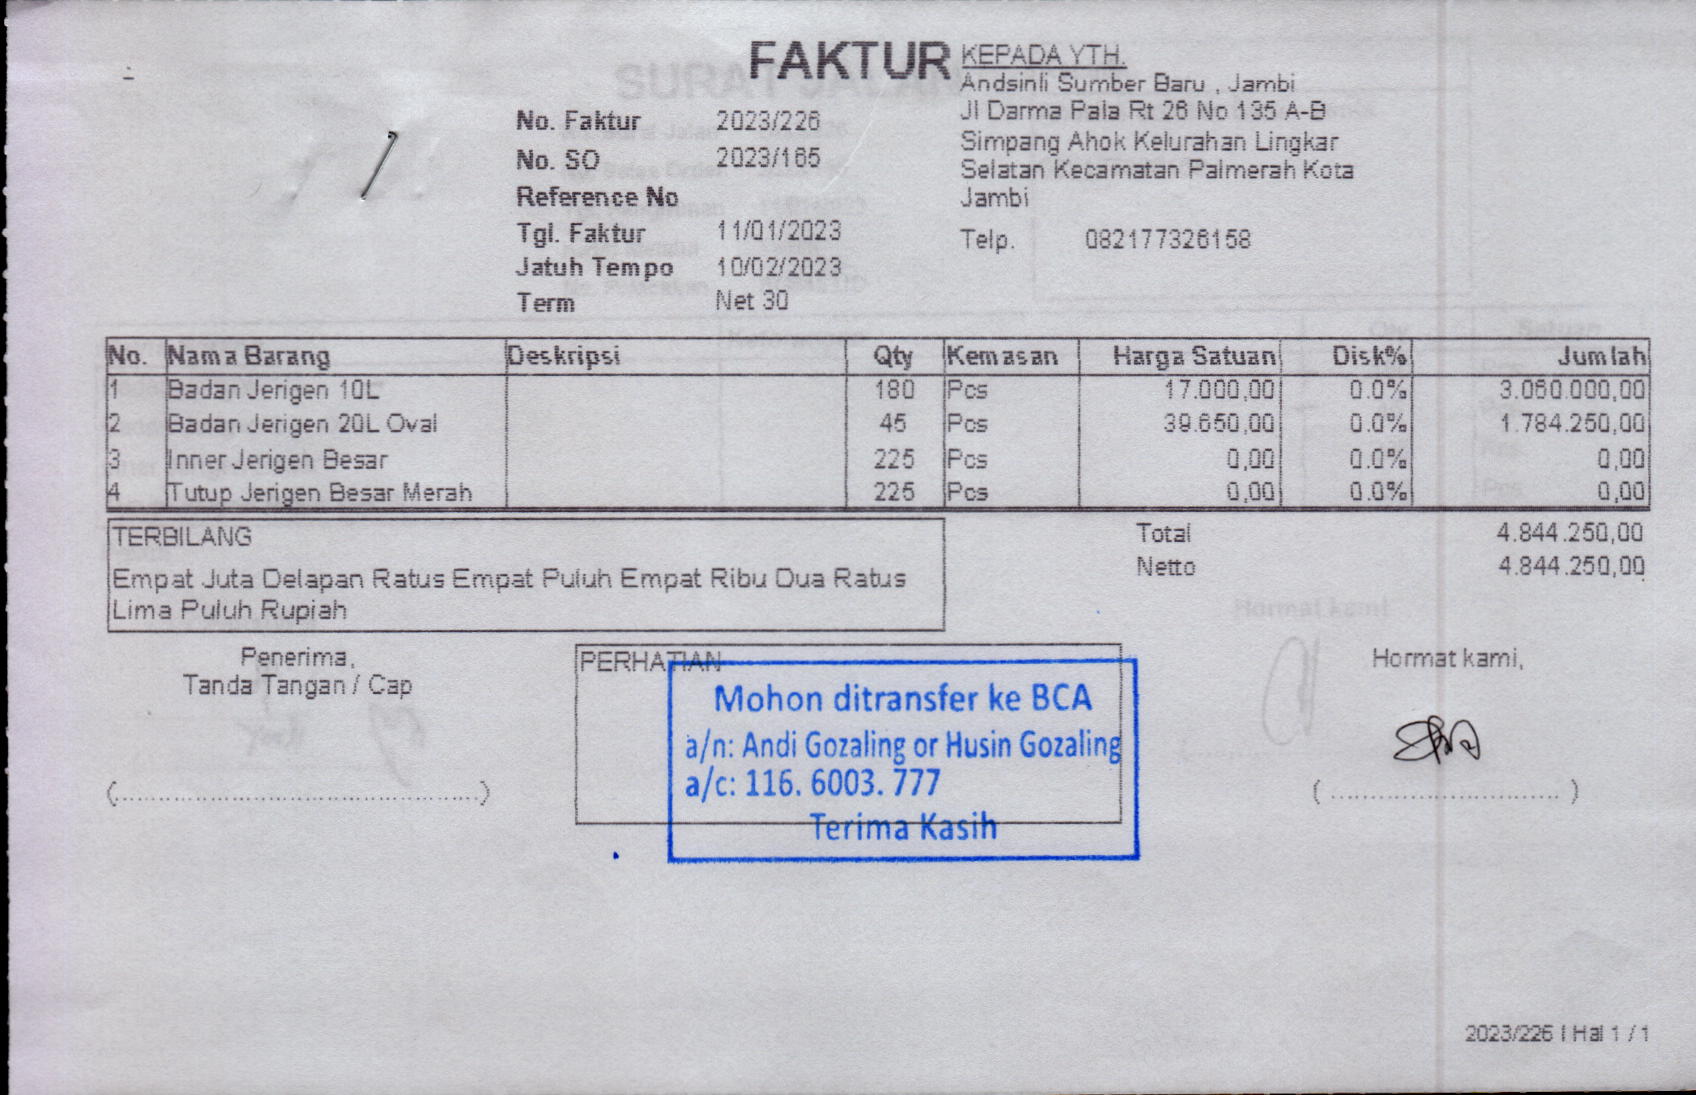 FAKTUR
KEPADA YTH.
Andsinli Sumber Baru , Jambi
Jl Darma Pala Rt 26 No 135 A-B
Simpang Ahok Kelurahan Lingkar
Selatan Kecamatan Palmerah Kota
Jambi
Telp. 082177326158
No. Faktur 2023/226
No. SO 2023/165
Reference No
Tgl. Faktur 11/01/2023
Jatuh Tempo 10/02/2023
Term Net 30
No. Nama Barang Deskripsi Qty Kemasan Harga Satuan Disk% Jumlah
1 Badan Jerigen 10L 180 Pcs 17.000,00 0.0% 3.060.000,00
2 Badan Jerigen 20L Oval 45 Pcs 39.650,00 0.0% 1.784.250,00
3 Inner Jerigen Besar 225 Pcs 0,00 0.0% 0,00
4 Tutup Jerigen Besar Merah 225 Pcs 0,00 0.0% 0,00
TERBILANG
Empat Juta Delapan Ratus Empat Puluh Empat Ribu Dua Ratus
Lima Puluh Rupiah
Total 4.844.250,00
Netto 4.844.250,00
Penerima,
Tanda Tangan / Cap
(...............................................)
PERHATIAN
Mohon ditransfer ke BCA
a/n: Andi Gozaling or Husin Gozaling
a/c: 116. 6003. 777
Terima Kasih
Hormat kami,
( ............................. )
2023/226 | Hal 1 / 1